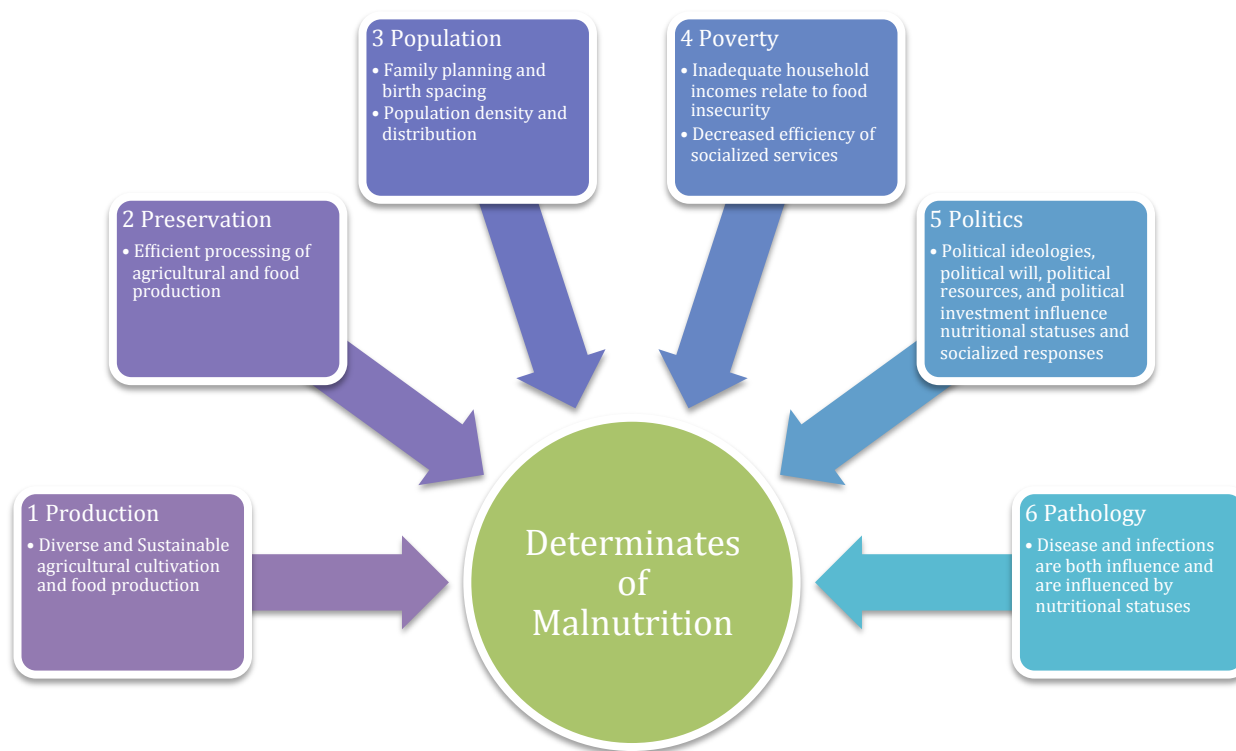 3 Population
• Family planning and
birth spacing
• Population density and
distribution
4 Poverty
• Inadequate household
incomes relate to food
insecurity
• Decreased efficiency of
socialized services
2 Preservation
• Efficient processing of
agricultural and food
production
5 Politics
• Political ideologies,
political will, political
resources, and political
investment influence
nutritional statuses and
socialized responses
1 Production
• Diverse and Sustainable
agricultural cultivation
and food production
6 Pathology
• Disease and infections
are both influence and
are influenced by
nutritional statuses
Determinates
of
Malnutrition